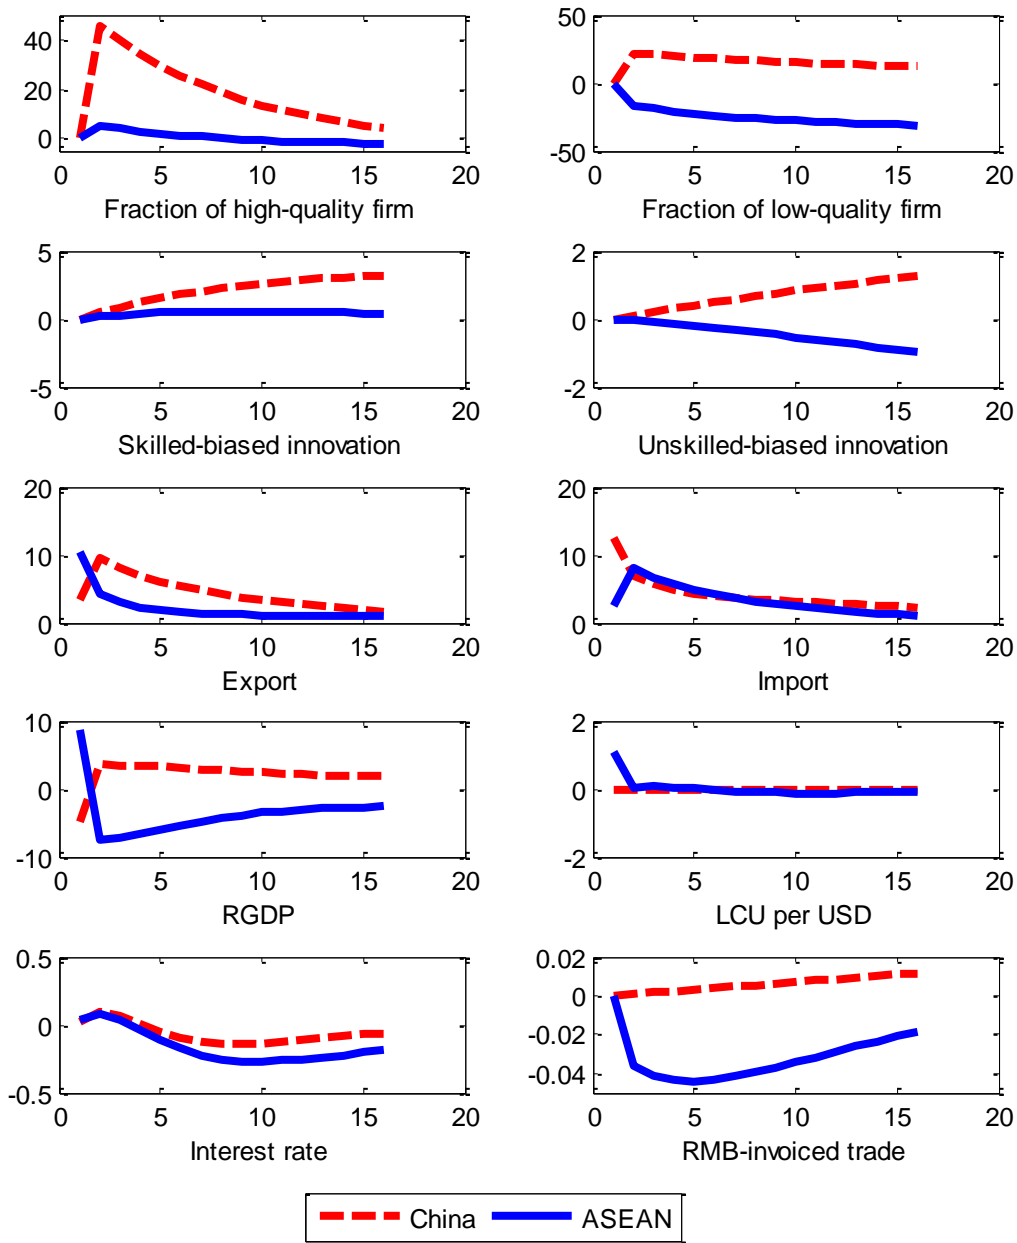 40
20
0
0 5 10 15 20
Fraction of high-quality firm
50
0
-50
0 5 10 15 20
Fraction of low-quality firm
5
0
-5
0 5 10 15 20
Skilled-biased innovation
2
0
-2
0 5 10 15 20
Unskilled-biased innovation
20
10
0
0 5 10 15 20
Export
20
10
0
0 5 10 15 20
Import
10
0
-10
0 5 10 15 20
RGDP
2
0
-2
0 5 10 15 20
LCU per USD
0.5
0
-0.5
0 5 10 15 20
Interest rate
0.02
0
-0.02
-0.04
0 5 10 15 20
RMB-invoiced trade
China ASEAN